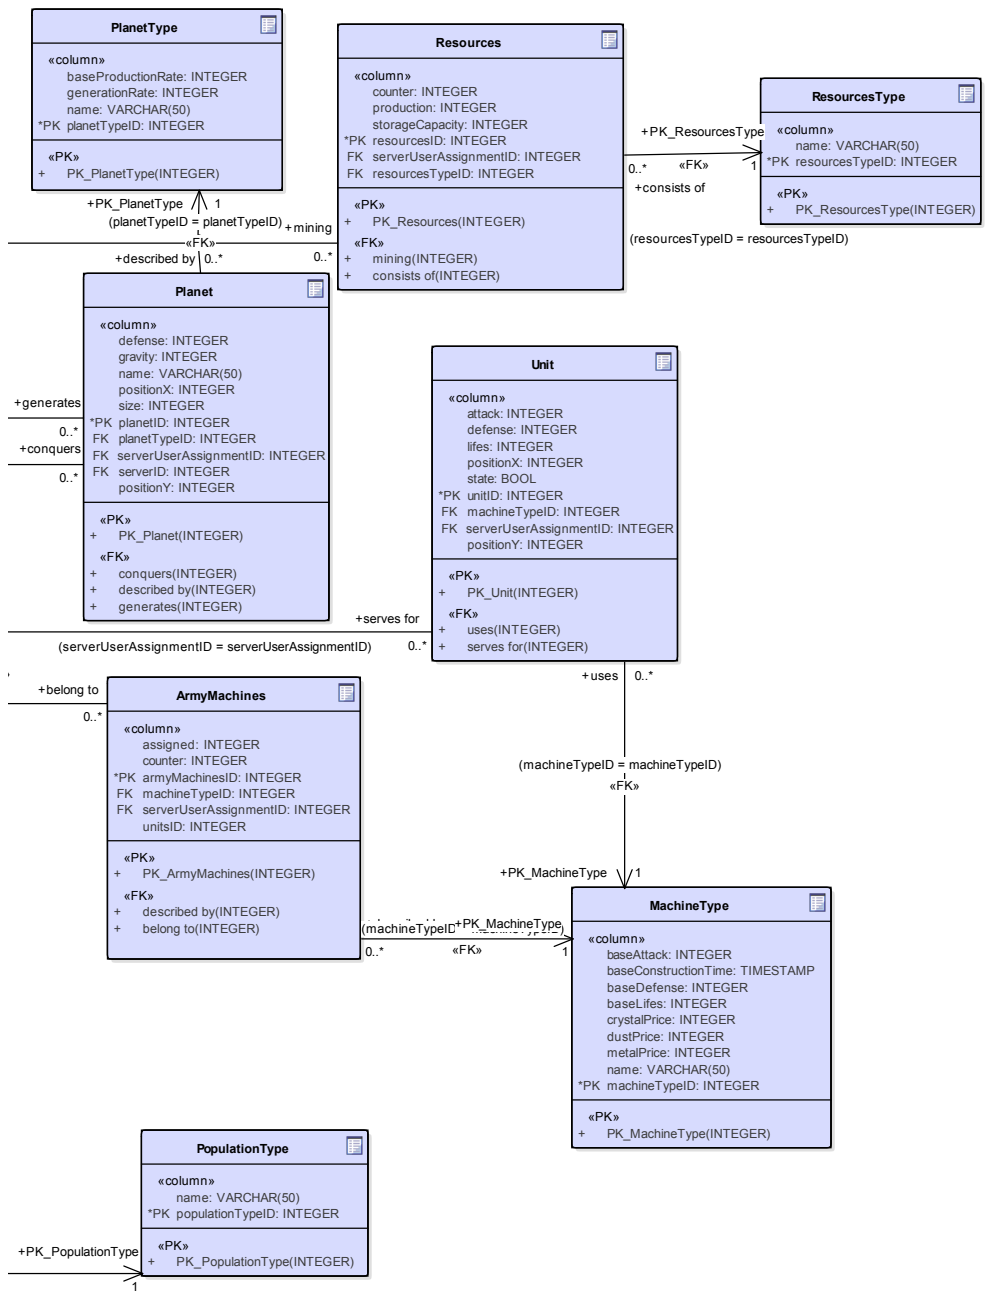 PlanetType
«column»
baseProductionRate: INTEGER
generationRate: INTEGER
name: VARCHAR(50)
*PK planetTypeID: INTEGER
«PK»
+ PK_PlanetType(INTEGER)
Resources
«column»
counter: INTEGER
production: INTEGER
storageCapacity: INTEGER
*PK resourcesID: INTEGER
FK serverUserAssignmentID: INTEGER
FK resourcesTypeID: INTEGER
«PK»
+ PK_Resources(INTEGER)
«FK»
+ mining(INTEGER)
+ consists of(INTEGER)
ResourcesType
«column»
name: VARCHAR(50)
*PK resourcesTypeID: INTEGER
«PK»
+ PK_ResourcesType(INTEGER)
+PK_ResourcesType
0..* «FK» 1
+consists of
(resourcesTypeID = resourcesTypeID)
+PK_PlanetType 1
(planetTypeID = planetTypeID)
+mining
«FK»
+described by 0..*
0..*
Planet
«column»
defense: INTEGER
gravity: INTEGER
name: VARCHAR(50)
positionX: INTEGER
size: INTEGER
*PK planetID: INTEGER
FK planetTypeID: INTEGER
FK serverUserAssignmentID: INTEGER
FK serverID: INTEGER
positionY: INTEGER
«PK»
+ PK_Planet(INTEGER)
«FK»
+ conquers(INTEGER)
+ described by(INTEGER)
+ generates(INTEGER)
+generates
0..*
+conquers
0..*
Unit
«column»
attack: INTEGER
defense: INTEGER
lifes: INTEGER
positionX: INTEGER
state: BOOL
*PK unitID: INTEGER
FK machineTypeID: INTEGER
FK serverUserAssignmentID: INTEGER
positionY: INTEGER
«PK»
+ PK_Unit(INTEGER)
«FK»
+ uses(INTEGER)
+ serves for(INTEGER)
+serves for
0..*
(serverUserAssignmentID = serverUserAssignmentID)
+uses 0..*
(machineTypeID = machineTypeID)
«FK»
+PK_MachineType 1
+belong to
0..*
ArmyMachines
«column»
assigned: INTEGER
counter: INTEGER
*PK armyMachinesID: INTEGER
FK machineTypeID: INTEGER
FK serverUserAssignmentID: INTEGER
unitsID: INTEGER
«PK»
+ PK_ArmyMachines(INTEGER)
«FK»
+ described by(INTEGER)
+ belong to(INTEGER)
+PK_MachineType
(machineTypeID
0..* «FK» 1
MachineType
«column»
baseAttack: INTEGER
baseConstructionTime: TIMESTAMP
baseDefense: INTEGER
baseLifes: INTEGER
crystalPrice: INTEGER
dustPrice: INTEGER
metalPrice: INTEGER
name: VARCHAR(50)
*PK machineTypeID: INTEGER
«PK»
+ PK_MachineType(INTEGER)
PopulationType
«column»
name: VARCHAR(50)
*PK populationTypeID: INTEGER
«PK»
+ PK_PopulationType(INTEGER)
+PK_PopulationType
1